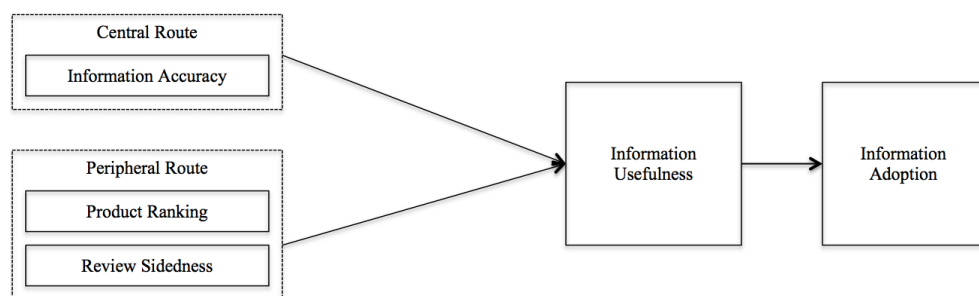 Central Route
Information Accuracy
Peripheral Route
Product Ranking
Review Sidedness
Information
Usefulness
Information
Adoption